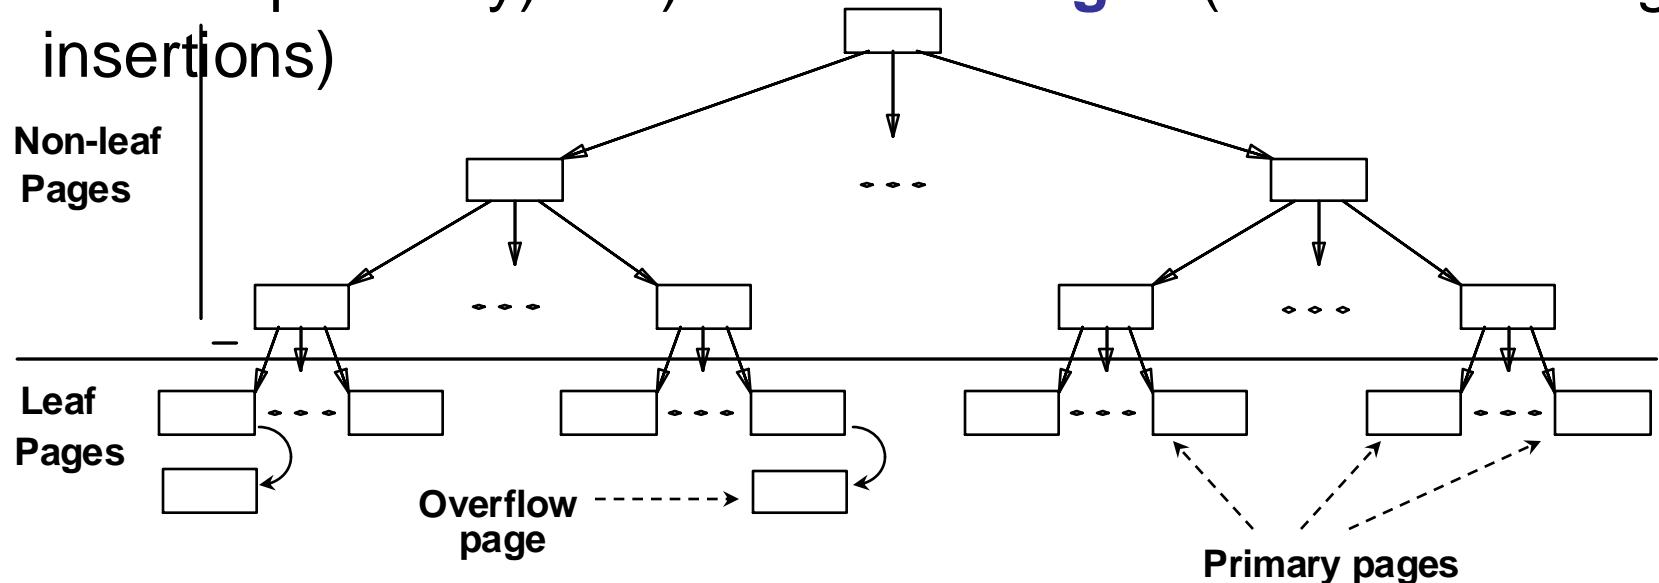 insertions)
Non-leaf
Pages
Leaf
Pages
Overflow
page
Primary pages